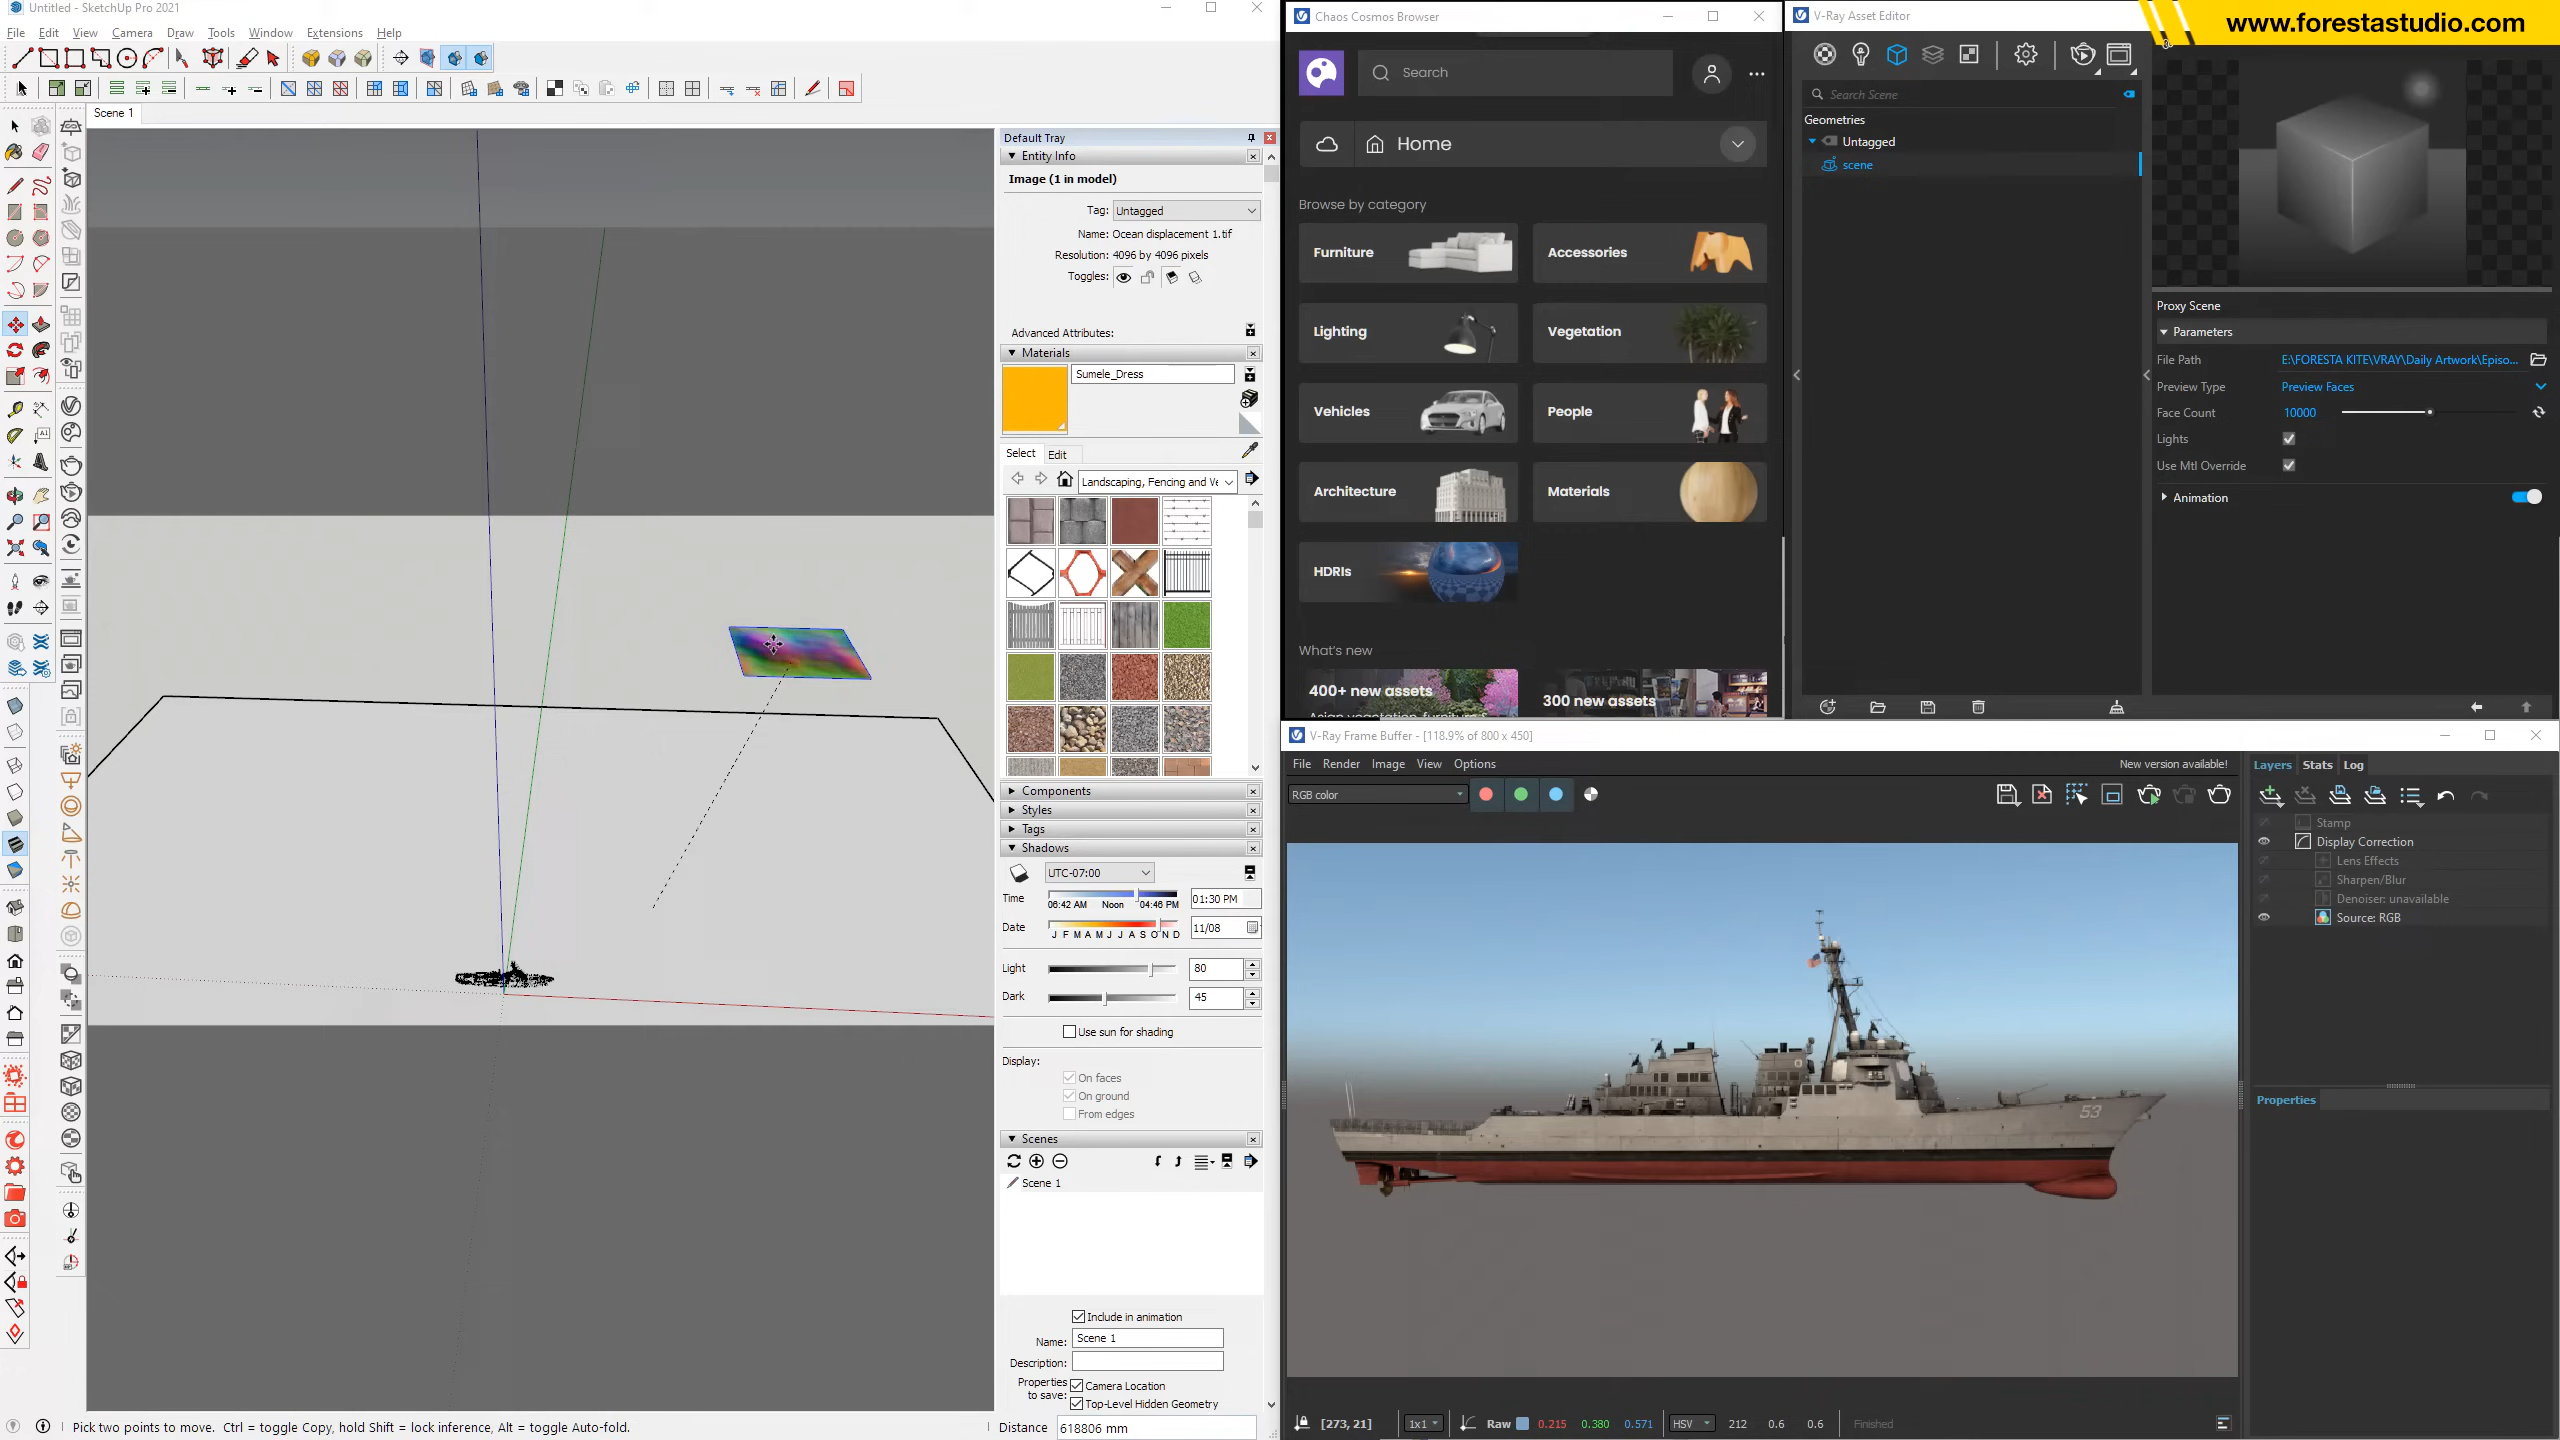 Untitled - SketchUp Pro 2021
File Edit View Camera Draw Tools Window Extensions Help
Scene 1
Default Tray
Entity Info
Image (1 in model)
Tag: Untagged
Name: Ocean displacement 1.tif
Resolution: 4096 by 4096 pixels
Toggles:
Advanced Attributes:
Materials
Sumele_Dress
Select Edit
Landscaping, Fencing and Ve
Components
Styles
Tags
Shadows
UTC-07:00
Time 06:42 AM Noon 04:46 PM 01:30 PM
Date J F M A M J J A S O N D 11/08
Light 80
Dark 45
Use sun for shading
Display:
On faces
On ground
From edges
Scenes
Scene 1
Include in animation
Name: Scene 1
Description:
Properties to save:
Camera Location
Top-Level Hidden Geometry
Pick two points to move. Ctrl = toggle Copy, hold Shift = lock inference, Alt = toggle Auto-fold.
Distance 618806 mm
Chaos Cosmos Browser
Search
Home
Browse by category
Furniture
Accessories
Lighting
Vegetation
Vehicles
People
Architecture
Materials
HDRIs
What's new
400+ new assets
300 new assets
V-Ray Asset Editor
www.forestastudio.com
Search Scene
Geometries
Untagged
scene
Proxy Scene
Parameters
File Path E:\FORESTA KITE\VRAY\Daily Artwork\Episo...
Preview Type Preview Faces
Face Count 10000
Lights
Use Mtl Override
Animation
V-Ray Frame Buffer - [118.9% of 800 x 450]
File Render Image View Options
New version available!
RGB color
Layers Stats Log
Stamp
Display Correction
Lens Effects
Sharpen/Blur
Denoiser: unavailable
Source: RGB
Properties
53
[273, 21] 1x1 Raw 0.215 0.380 0.571 HSV 212 0.6 0.6 Finished